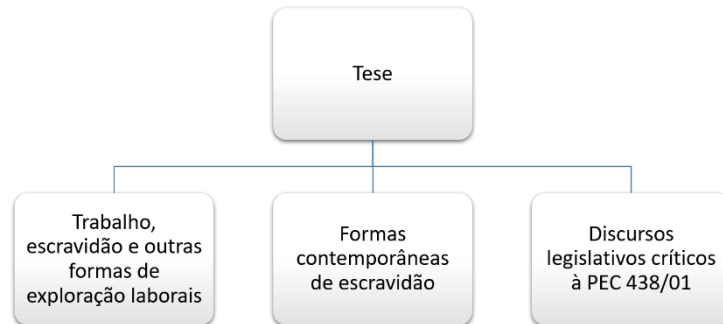 Tese
Trabalho,
escravidão e outras
formas de
exploração laborais
Formas
contemporâneas
de escravidão
Discursos
legislativos críticos
à PEC 438/01